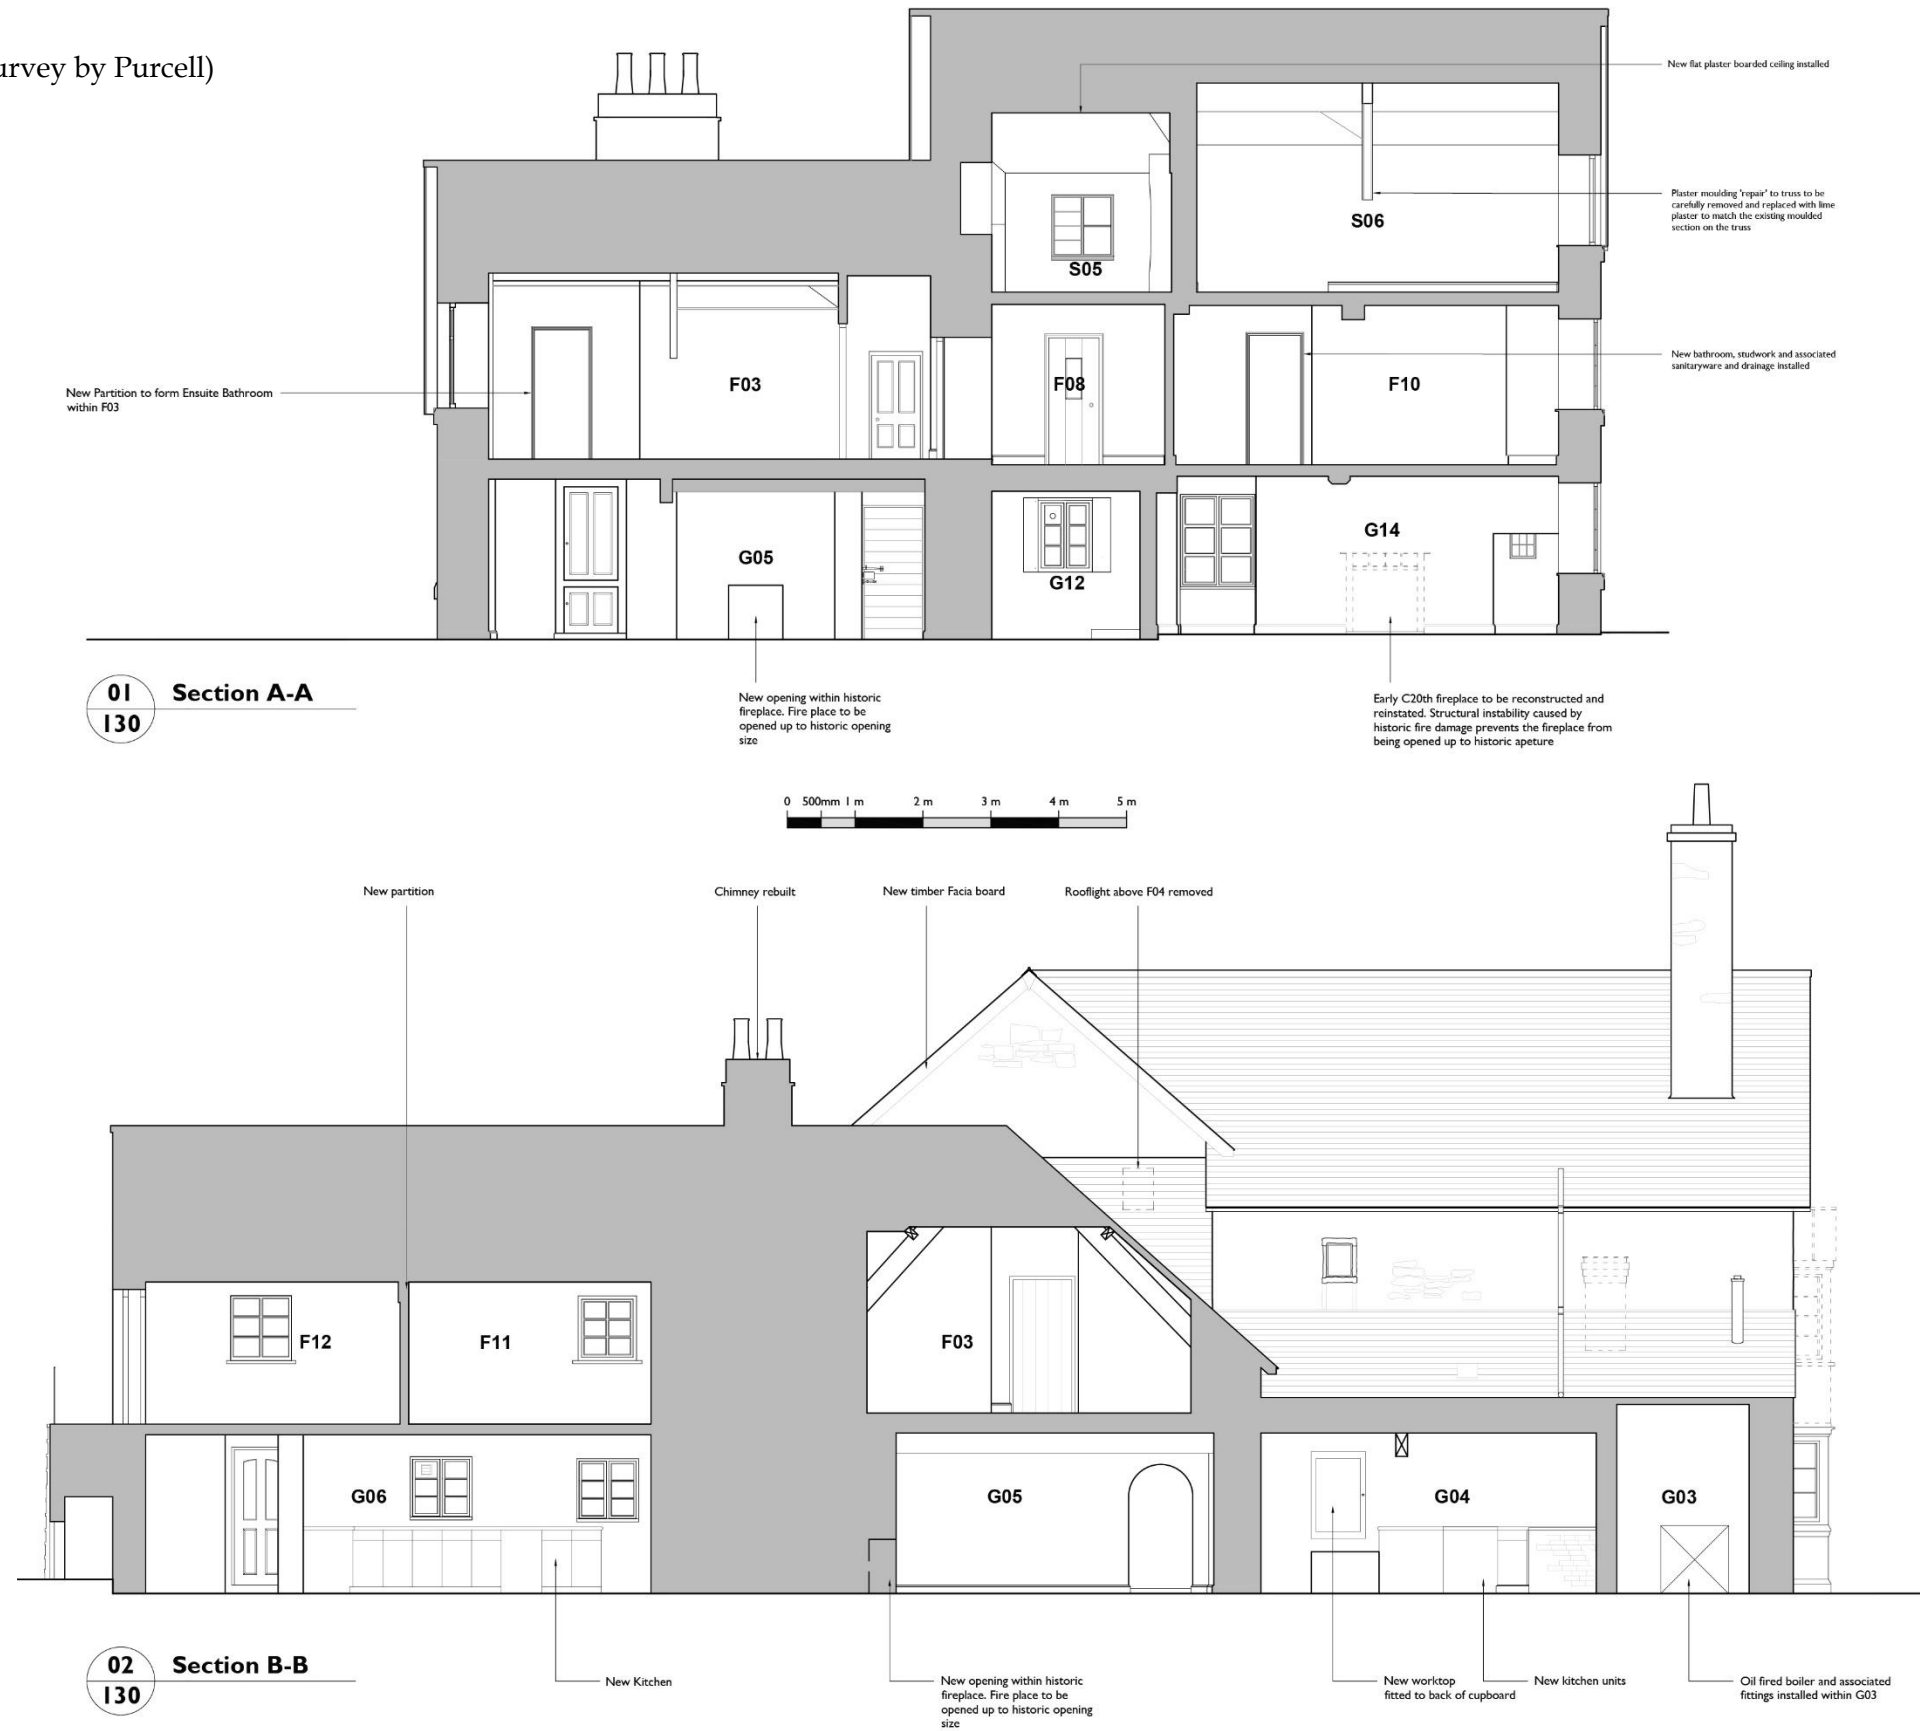 urvey by Purcell)
New flat plaster boarded ceiling installed
Plaster moulding 'repair' to truss to be
carefully removed and replaced with lime
plaster to match the existing moulded
section on the truss
S06
S05
New bathroom, studwork and associated
sanitaryware and drainage installed
F03
F08
F10
New Partition to form Ensuite Bathroom
within F03
G05
G12
G14
01
130
Section A-A
New opening within historic
fireplace. Fire place to be
opened up to historic opening
size
Early C20th fireplace to be reconstructed and
reinstated. Structural instability caused by
historic fire damage prevents the fireplace from
being opened up to historic apeture
0 500mm 1 m 2 m 3 m 4 m 5 m
New partition
Chimney rebuilt
New timber Facia board
Rooflight above F04 removed
F12
F11
F03
G06
G05
G04
G03
02
130
Section B-B
New Kitchen
New opening within historic
fireplace. Fire place to be
opened up to historic opening
size
New worktop
fitted to back of cupboard
New kitchen units
Oil fired boiler and associated
fittings installed within G03